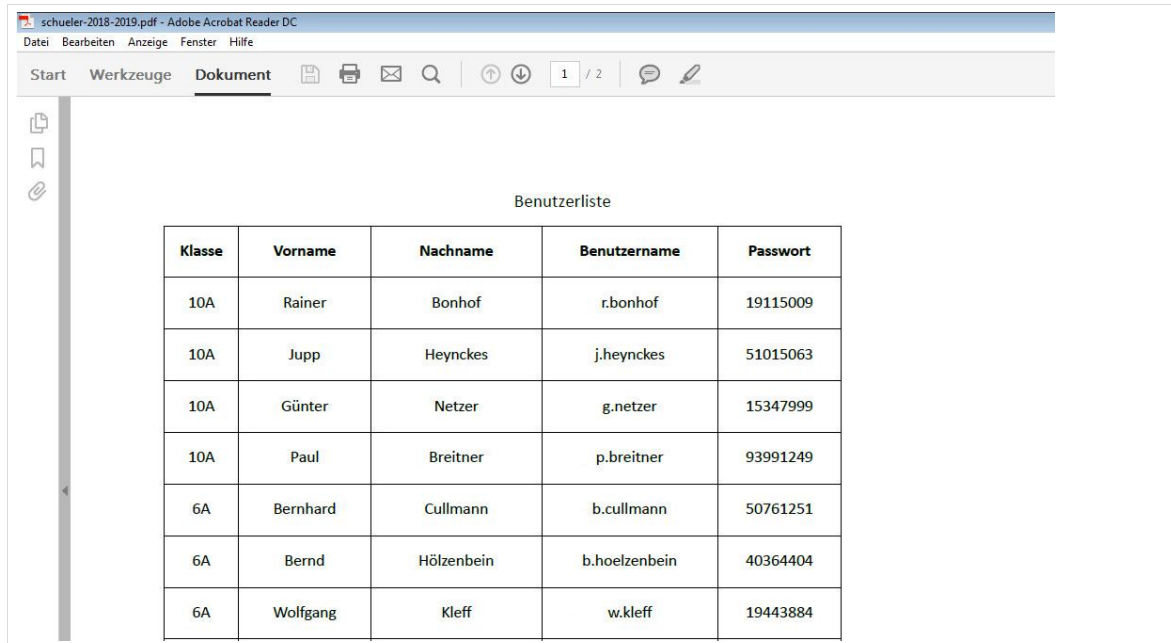 schueler-2018-2019.pdf - Adobe Acrobat Reader DC
Datei Bearbeiten Anzeige Fenster Hilfe
Start Werkzeuge Dokument 1 / 2
Benutzerliste
Klasse Vorname Nachname Benutzername Passwort
10A Rainer Bonhof r.bonhof 19115009
10A Jupp Heynckes j.heynckes 51015063
10A Günter Netzer g.netzer 15347999
10A Paul Breitner p.breitner 93991249
6A Bernhard Cullmann b.cullmann 50761251
6A Bernd Hölzenbein b.hoelzenbein 40364404
6A Wolfgang Kleff w.kleff 19443884